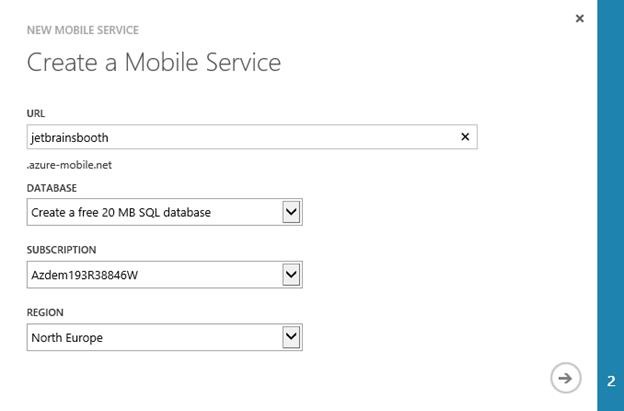 NEW MOBILE SERVICE
Create a Mobile Service
URL
jetbrainsbooth
.azure-mobile.net
DATABASE
Create a free 20 MB SQL database
SUBSCRIPTION
Azdem193R38846W
REGION
North Europe
2